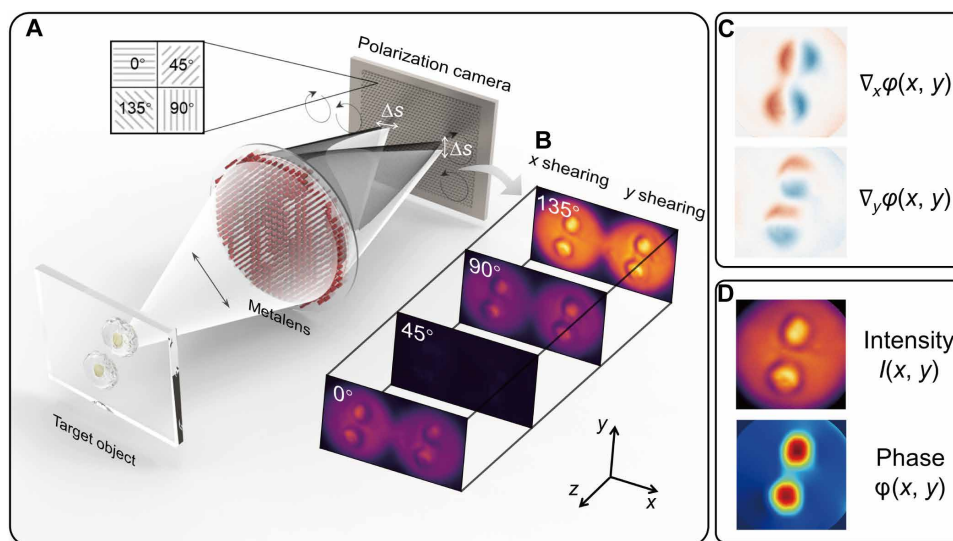 A
0°
45°
135°
90°
Polarization camera
Δs
Δs
Metalens
Target object
B
x shearing
y shearing
135°
90°
45°
0°
y
z
x
C
∇xφ(x, y)
∇yφ(x, y)
D
Intensity
I(x, y)
Phase
φ(x, y)